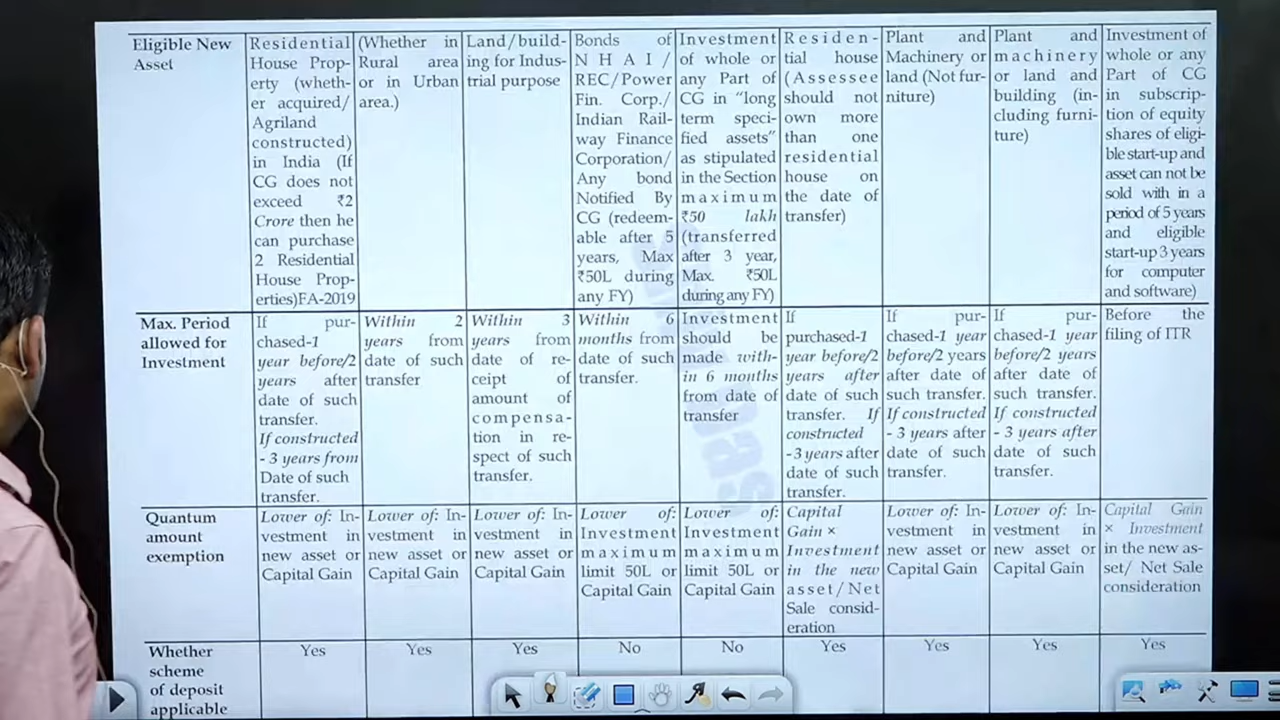 Eligible New
Asset
Residential
House Prop-
erty (wheth-
er acquired/
Agriland
constructed)
in India (If
CG does not
exceed ₹2
Crore then he
can purchase
2 Residential
House Prop-
erties)FA-2019
(Whether in
Rural area
or in Urban
area.)
Land/build-
ing for Indus-
trial purpose
Bonds of
N H A I /
REC/Power
Fin. Corp./
Indian Rail-
way Finance
Corporation/
Any bond
Notified By
CG (redeem-
able after 5
years, Max
₹50L during
any FY)
Investment
of whole or
any Part of
CG in "long
term speci-
fied assets"
as stipulated
in the Section
maximum
₹50 lakh
(transferred
after 3 year,
Max. ₹50L
during any FY)
Residen-
tial house
(Assessee
should not
own more
than one
residential
house on
the date of
transfer)
Plant and
Machinery or
land (Not fur-
niture)
Plant and
machinery
or land and
building (in-
cluding furni-
ture)
Investment of
whole or any
Part of CG
in subscrip-
tion of equity
shares of eligi-
ble start-up and
asset can not be
sold with in a
period of 5 years
and eligible
start-up 3 years
for computer
and software)
Max. Period
allowed for
Investment
If pur-
chased-1
year before/2
years after
date of such
transfer.
If constructed
- 3 years from
Date of such
transfer.
Within 2
years from
date of such
transfer
Within 3
years from
date of re-
ceipt of
amount of
compensa-
tion in re-
spect of such
transfer.
Within 6
months from
date of such
transfer.
Investment
should be
made with-
in 6 months
from date of
transfer
If
purchased-1
year before/2
years after
date of such
transfer. If
constructed
-3 years after
date of such
transfer.
If pur-
chased-1 year
before/2 years
after date of
such transfer.
If constructed
- 3 years after
date of such
transfer.
If pur-
chased-1 year
before/2 years
after date of
such transfer.
If constructed
- 3 years after
date of such
transfer.
Before the
filing of ITR
Quantum
amount
exemption
Lower of: In-
vestment in
new asset or
Capital Gain
Lower of: In-
vestment in
new asset or
Capital Gain
Lower of: In-
vestment in
new asset or
Capital Gain
Lower of:
Investment
maximum
limit 50L or
Capital Gain
Lower of:
Investment
maximum
limit 50L or
Capital Gain
Capital
Gain ×
Investment
in the new
asset/Net
Sale consid-
eration
Lower of: In-
vestment in
new asset or
Capital Gain
Lower of: In-
vestment in
new asset or
Capital Gain
Capital Gain
× Investment
in the new as-
set/ Net Sale
consideration
Whether
scheme
of deposit
applicable
Yes
Yes
Yes
No
No
Yes
Yes
Yes
Yes